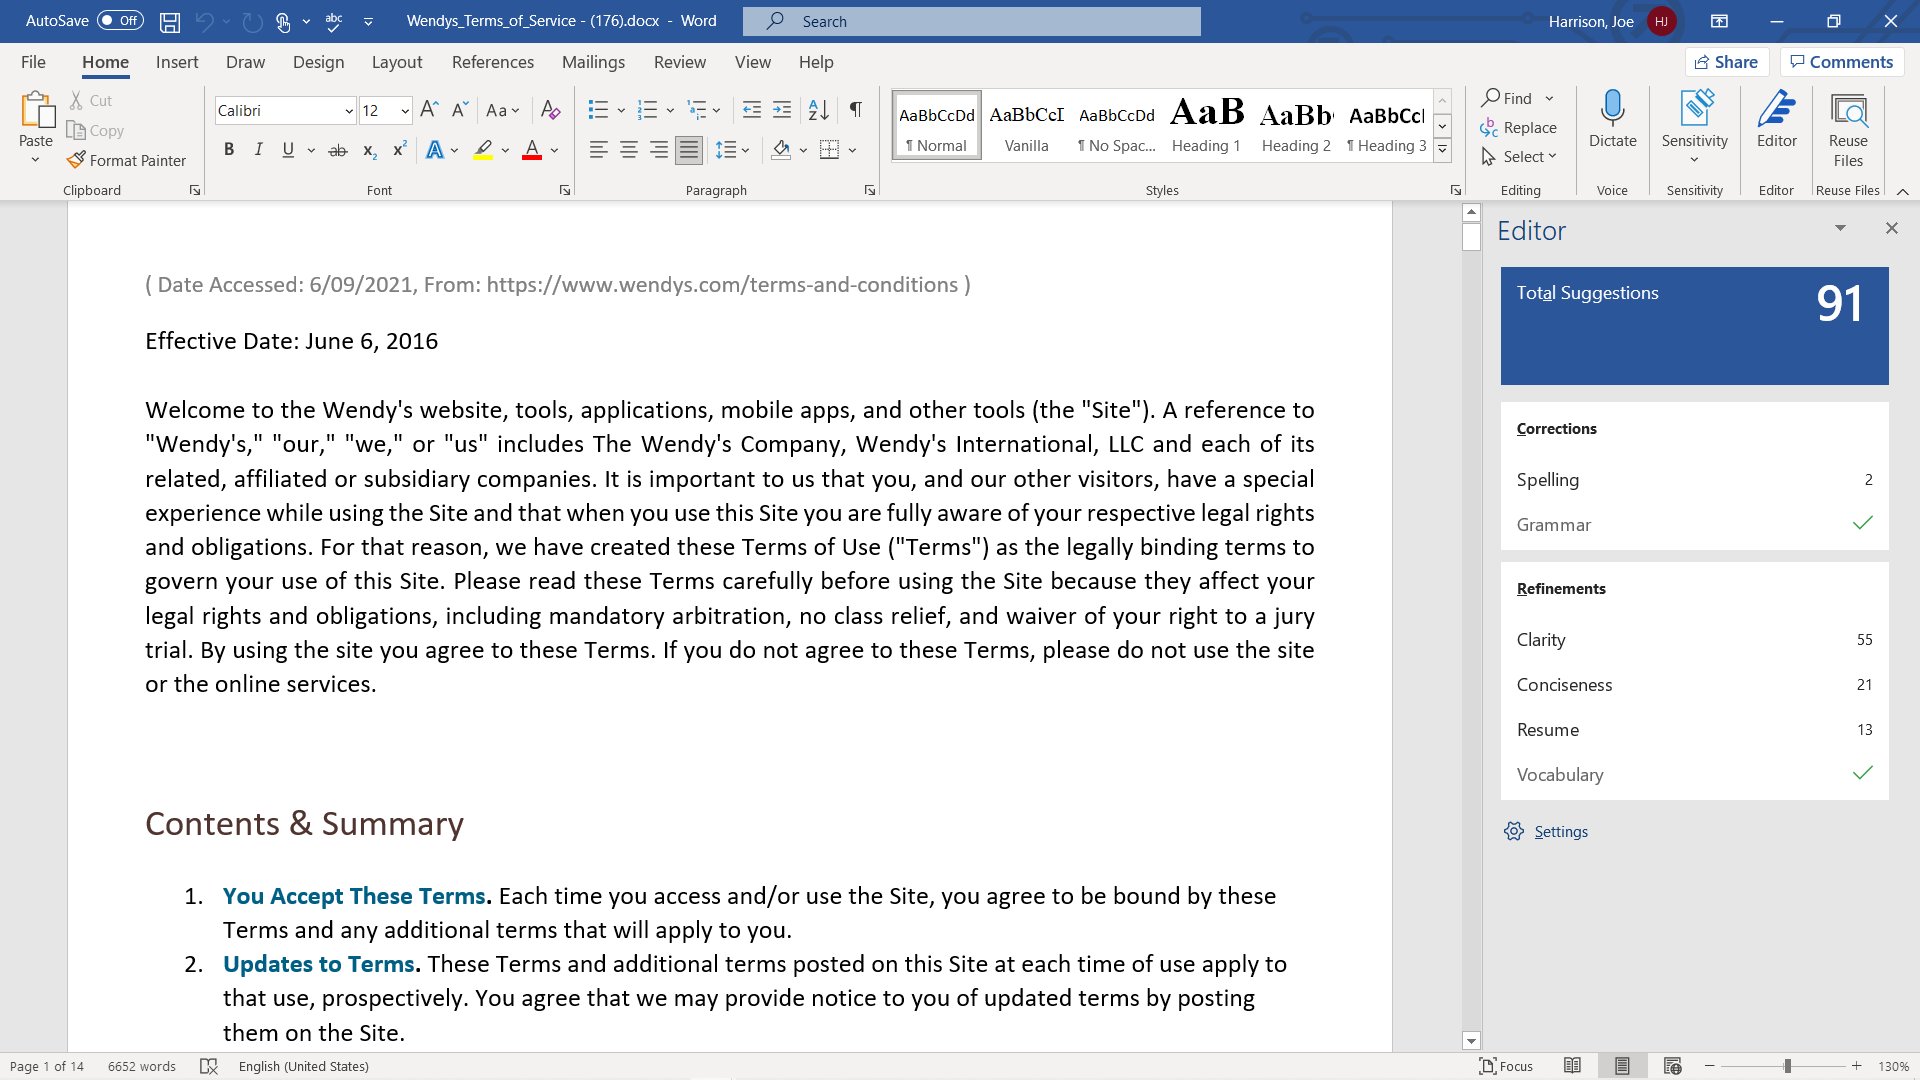 AutoSave Off Wendys_Terms_of_Service - (176).docx - Word Search Harrison, Joe HJ
File Home Insert Draw Design Layout References Mailings Review View Help Share Comments
Paste
Cut
Copy
Format Painter
Clipboard
Calibri 12
Font
Paragraph
AaBbCcDd AaBbCcI AaBbCcDd AaB AaBb AaBbCc
¶ Normal Vanilla ¶ No Spac... Heading 1 Heading 2 ¶ Heading 3
Styles
Find
Replace
Select
Editing
Dictate
Voice
Sensitivity
Sensitivity
Editor
Editor
Reuse
Files
Reuse Files
( Date Accessed: 6/09/2021, From: https://www.wendys.com/terms-and-conditions )
Effective Date: June 6, 2016
Welcome to the Wendy's website, tools, applications, mobile apps, and other tools (the "Site"). A reference to
"Wendy's," "our," "we," or "us" includes The Wendy's Company, Wendy's International, LLC and each of its
related, affiliated or subsidiary companies. It is important to us that you, and our other visitors, have a special
experience while using the Site and that when you use this Site you are fully aware of your respective legal rights
and obligations. For that reason, we have created these Terms of Use ("Terms") as the legally binding terms to
govern your use of this Site. Please read these Terms carefully before using the Site because they affect your
legal rights and obligations, including mandatory arbitration, no class relief, and waiver of your right to a jury
trial. By using the site you agree to these Terms. If you do not agree to these Terms, please do not use the site
or the online services.
Contents & Summary
1. You Accept These Terms. Each time you access and/or use the Site, you agree to be bound by these
Terms and any additional terms that will apply to you.
2. Updates to Terms. These Terms and additional terms posted on this Site at each time of use apply to
that use, prospectively. You agree that we may provide notice to you of updated terms by posting
them on the Site.
Editor
Total Suggestions 91
Corrections
Spelling 2
Grammar
Refinements
Clarity 55
Conciseness 21
Resume 13
Vocabulary
Settings
Page 1 of 14 6652 words English (United States) Focus 130%